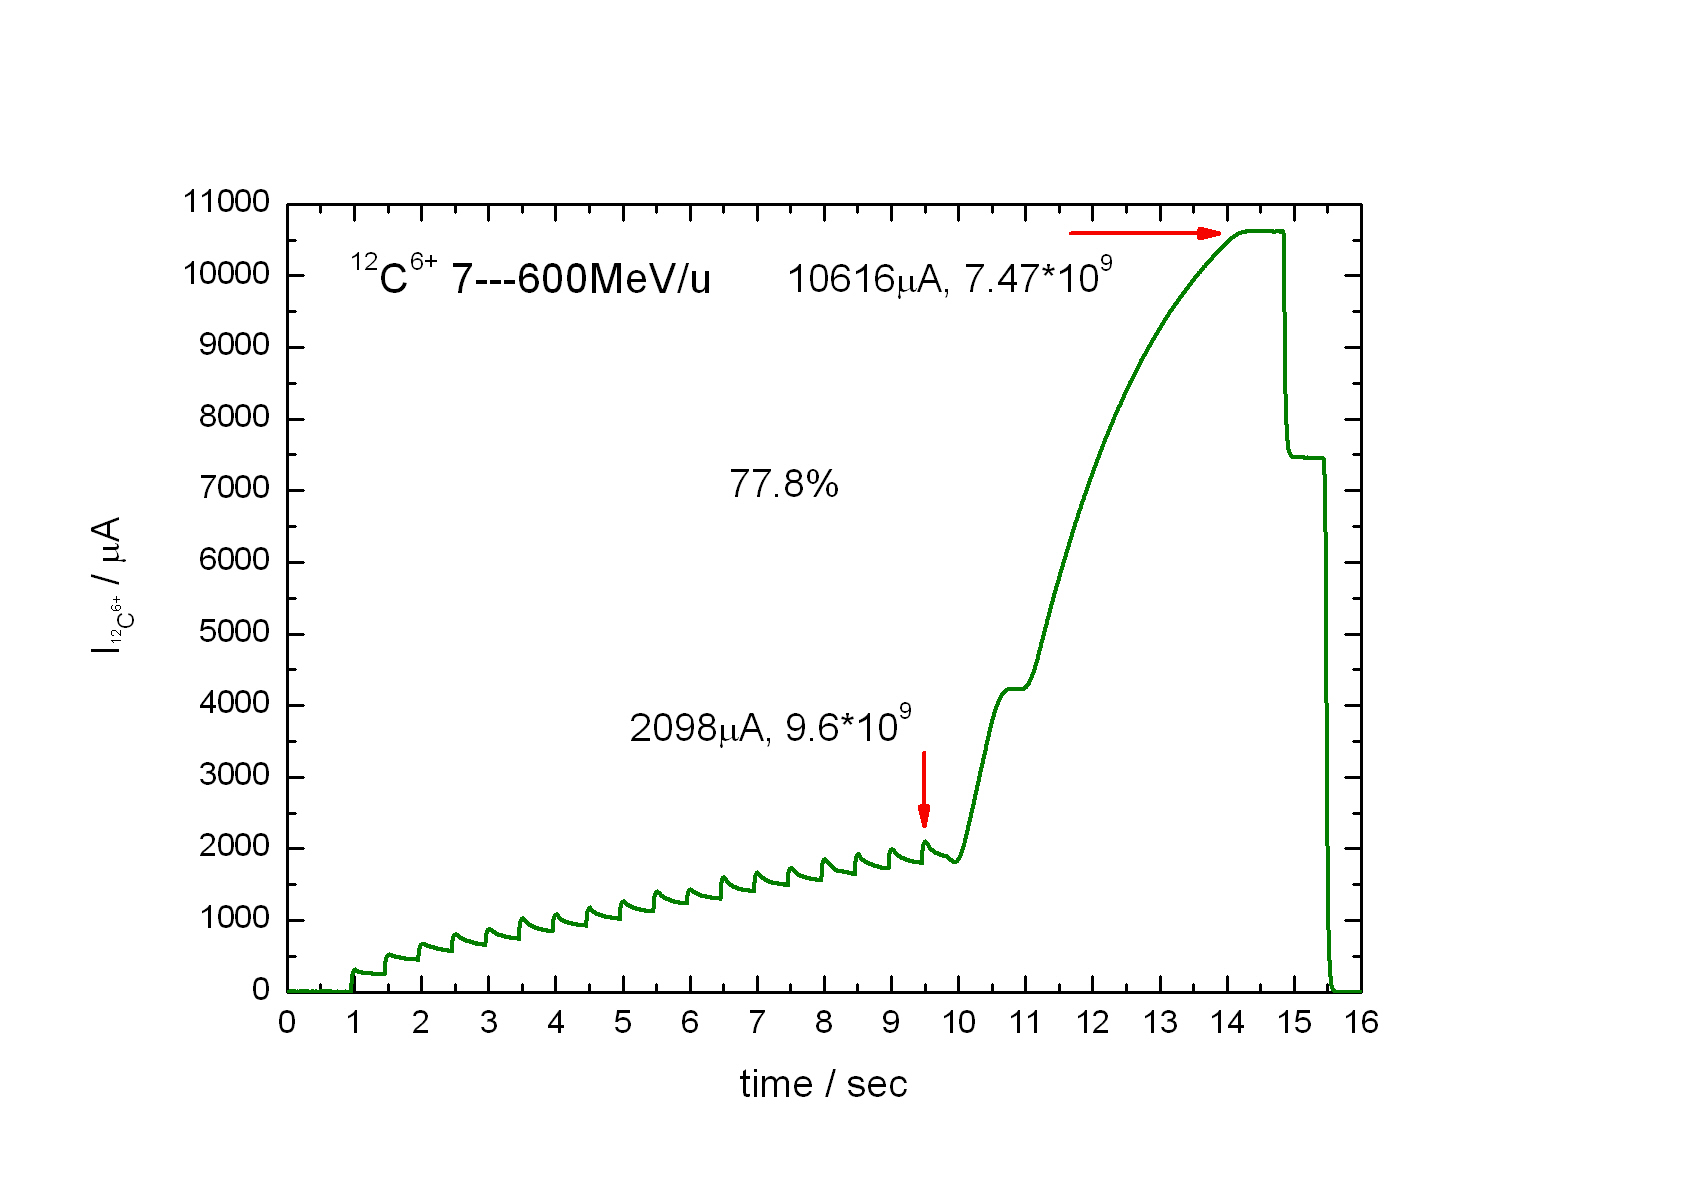 11000
10000
9000
8000
7000
6000
5000
4000
3000
2000
1000
0
¹²C⁶⁺ 7---600MeV/u
10616μA, 7.47*10⁹
77.8%
2098μA, 9.6*10⁹
I ¹²C⁶⁺ / μA
0 1 2 3 4 5 6 7 8 9 10 11 12 13 14 15 16
time / sec